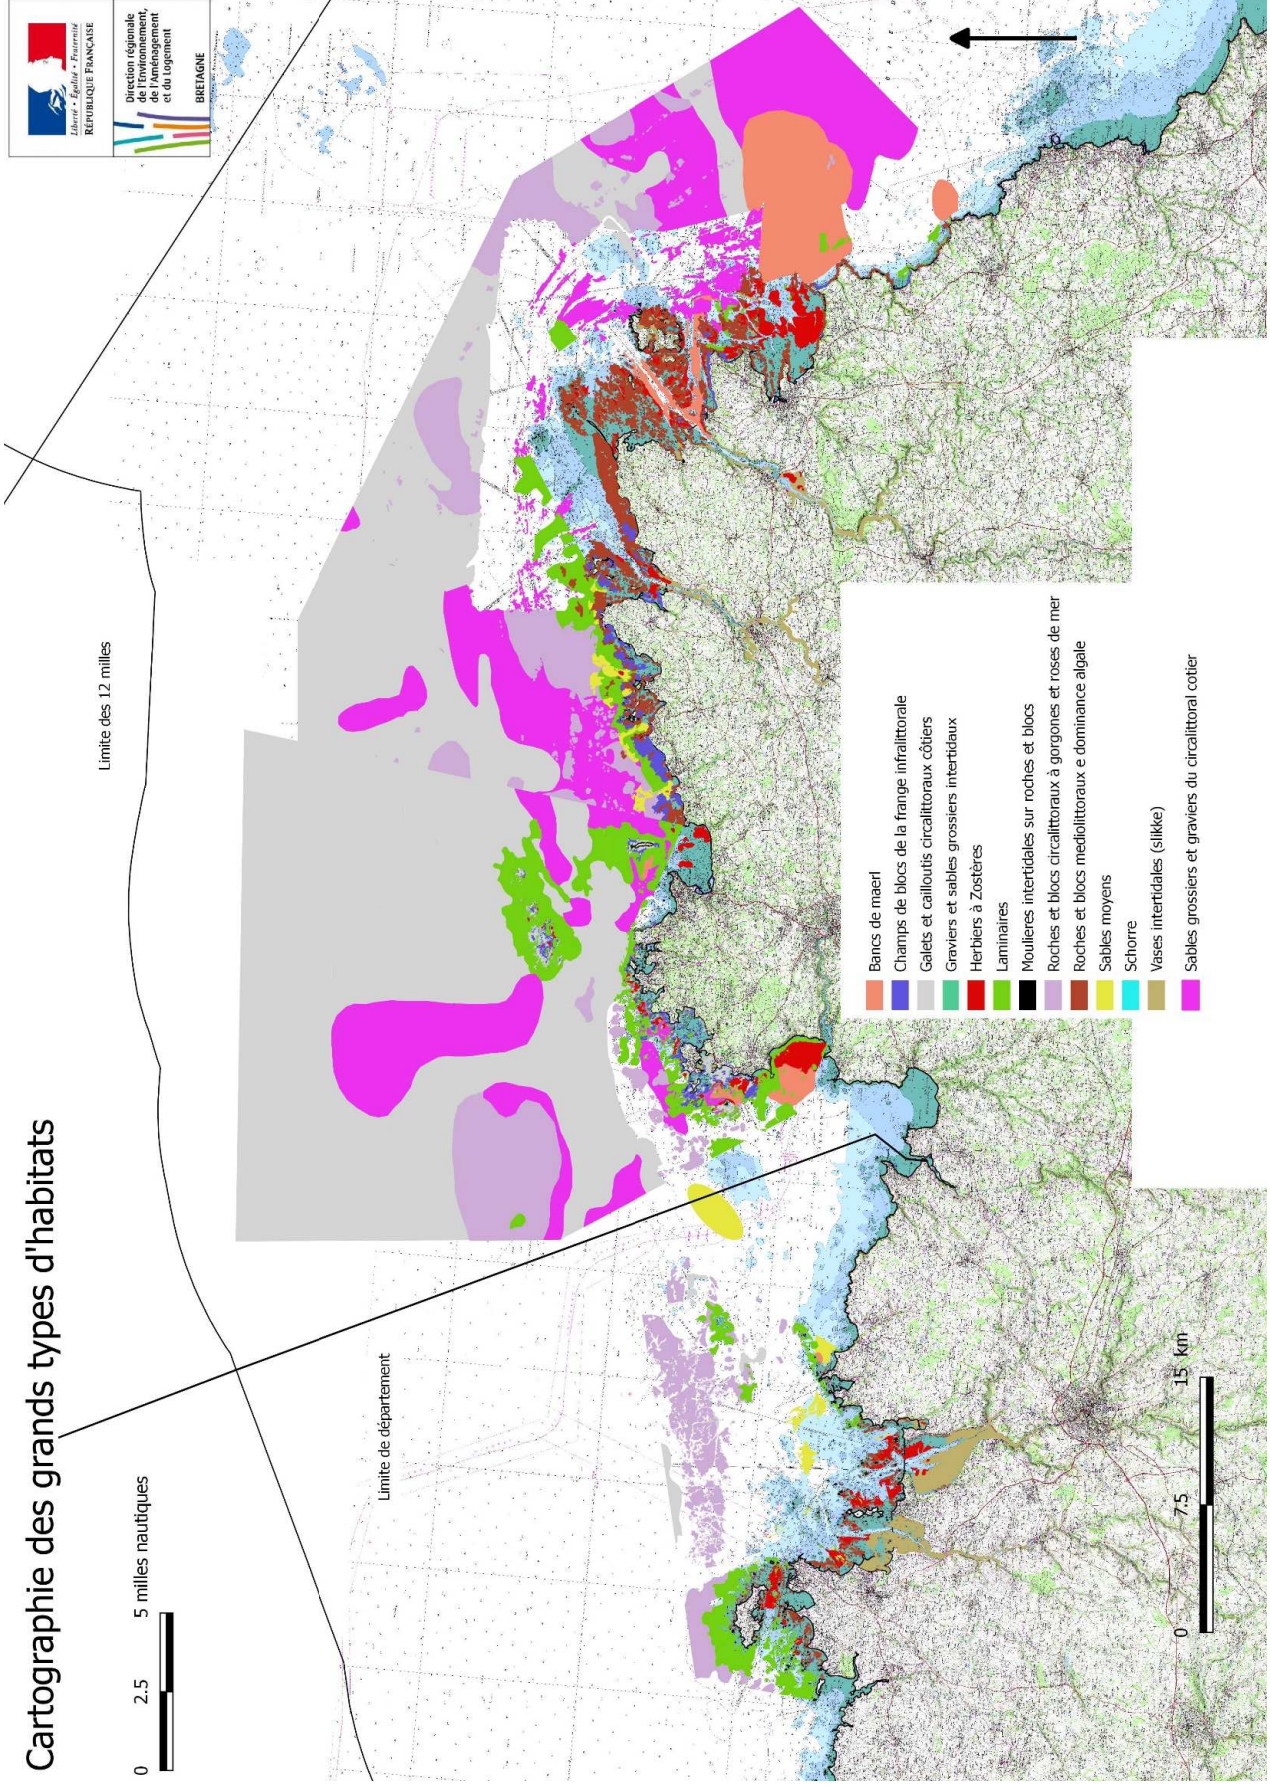 Cartographie des grands types d'habitats
Liberté • Égalité • Fraternité
RÉPUBLIQUE FRANÇAISE
Direction régionale
de l'Environnement,
de l'Aménagement
et du Logement
BRETAGNE
0 2.5 5 milles nautiques
Limite des 12 milles
Limite de département
Bancs de maerl
Champs de blocs de la frange infralittorale
Galets et cailloutis circalittoraux côtiers
Graviers et sables grossiers intertidaux
Herbiers à Zostères
Laminaires
Moulieres intertidales sur roches et blocs
Roches et blocs circalittoraux à gorgones et roses de mer
Roches et blocs mediolittoraux e dominance algale
Sables moyens
Schorre
Vases intertidales (slikke)
Sables grossiers et graviers du circalittoral cotier
0 7.5 15 km